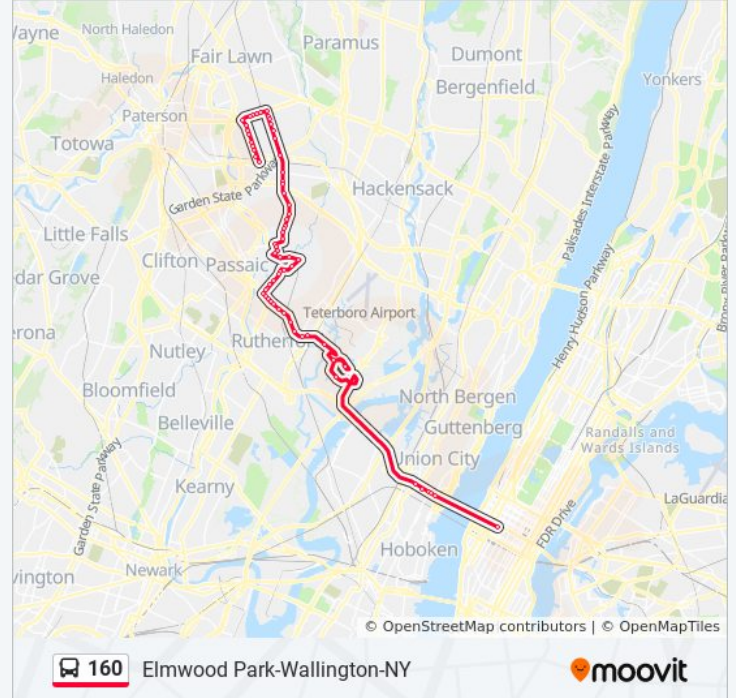 Wayne
North Haledon
Fair Lawn
Paramus
Dumont
Bergenfield
Yonkers
Haledon
Paterson
Totowa
Garden State Parkway
Hackensack
Palisades Interstate Parkway
Little Falls
Clifton
Passaic
dar Grove
Henry Hudson Parkway
Teterboro Airport
erona
Nutley
Rutherf
Bloomfield
North Bergen
Belleville
Guttenberg
Randalls and
Wards Islands
Union City
Garden State Parkway
Kearny
LaGuardia
FDR Drive
Hoboken
Newark
vington
© OpenStreetMap contributors | © OpenMapTiles
160 Elmwood Park-Wallington-NY
moovit